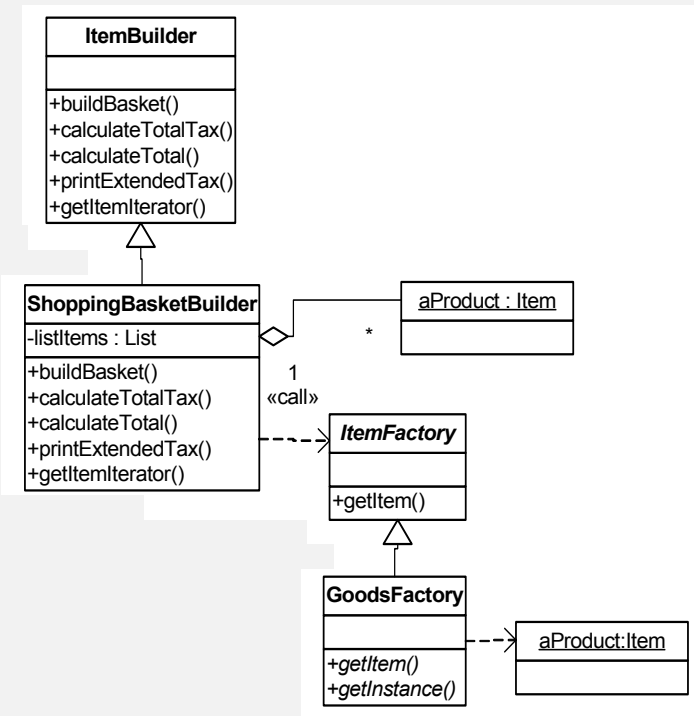 ItemBuilder
+buildBasket()
+calculateTotalTax()
+calculateTotal()
+printExtendedTax()
+getItemIterator()
ShoppingBasketBuilder
-listItems : List
+buildBasket()
+calculateTotalTax()
+calculateTotal()
+printExtendedTax()
+getItemIterator()
aProduct : Item
*
1
«call»
ItemFactory
+getItem()
GoodsFactory
+getItem()
+getInstance()
aProduct:Item